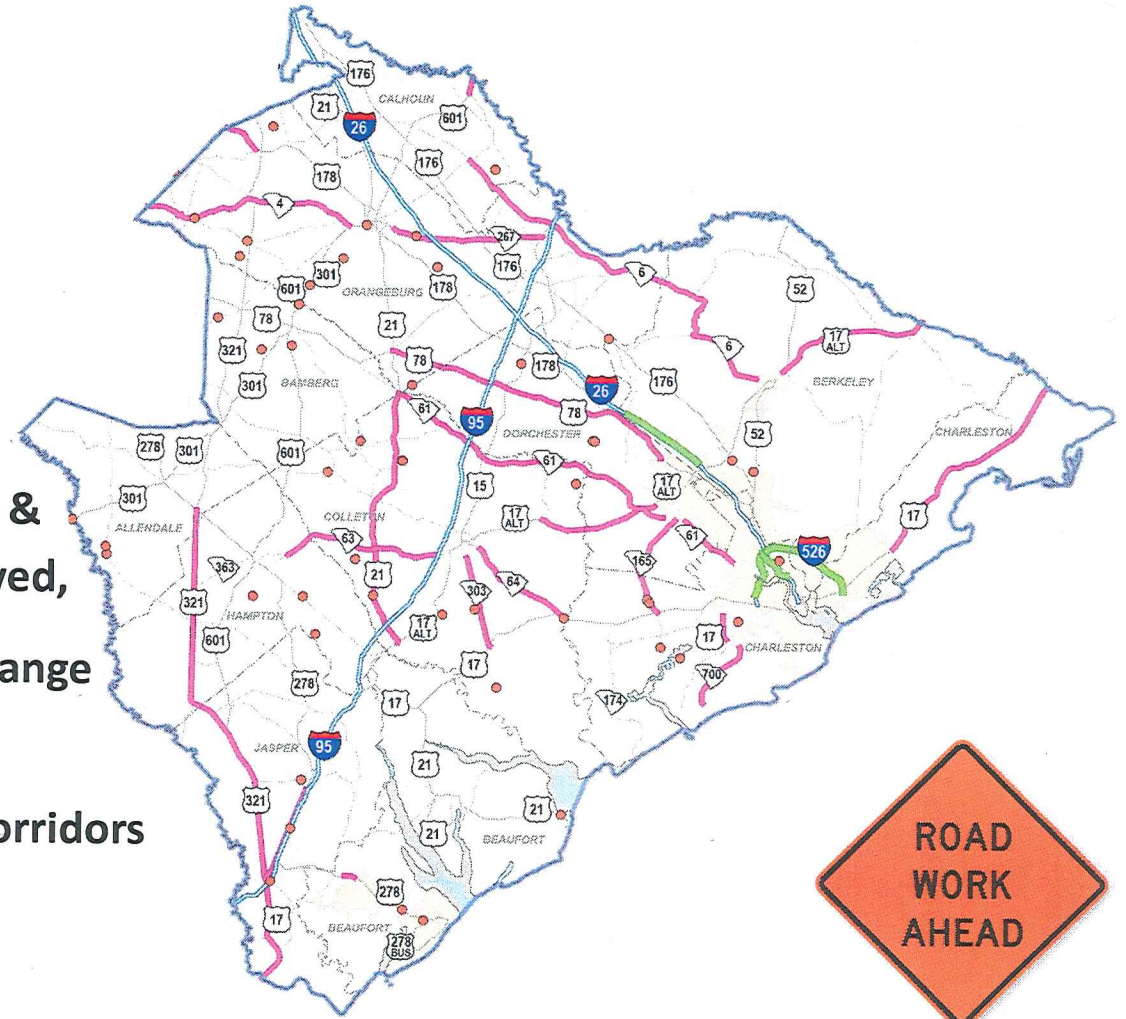 &
yed,
ange
orridors
176
21
CALHOUN
601
26
176
178
4
267
176
6
52
301
601
ORANGEBURG
178
78
21
17 ALT
6
321
78
178
176
BERKELEY
301
BAMBERG
26
61
78
95
DORCHESTER
52
CHARLESTON
278
301
601
61
15
17 ALT
301
17 ALT
17
ALLENDALE
COLLETON
63
61
526
363
21
165
321
303
64
HAMPTON
17 ALT
601
17
CHARLESTON
17
700
278
174
17
JASPER
95
21
321
21
21
BEAUFORT
278
17
BEAUFORT
278 BUS
ROAD
WORK
AHEAD